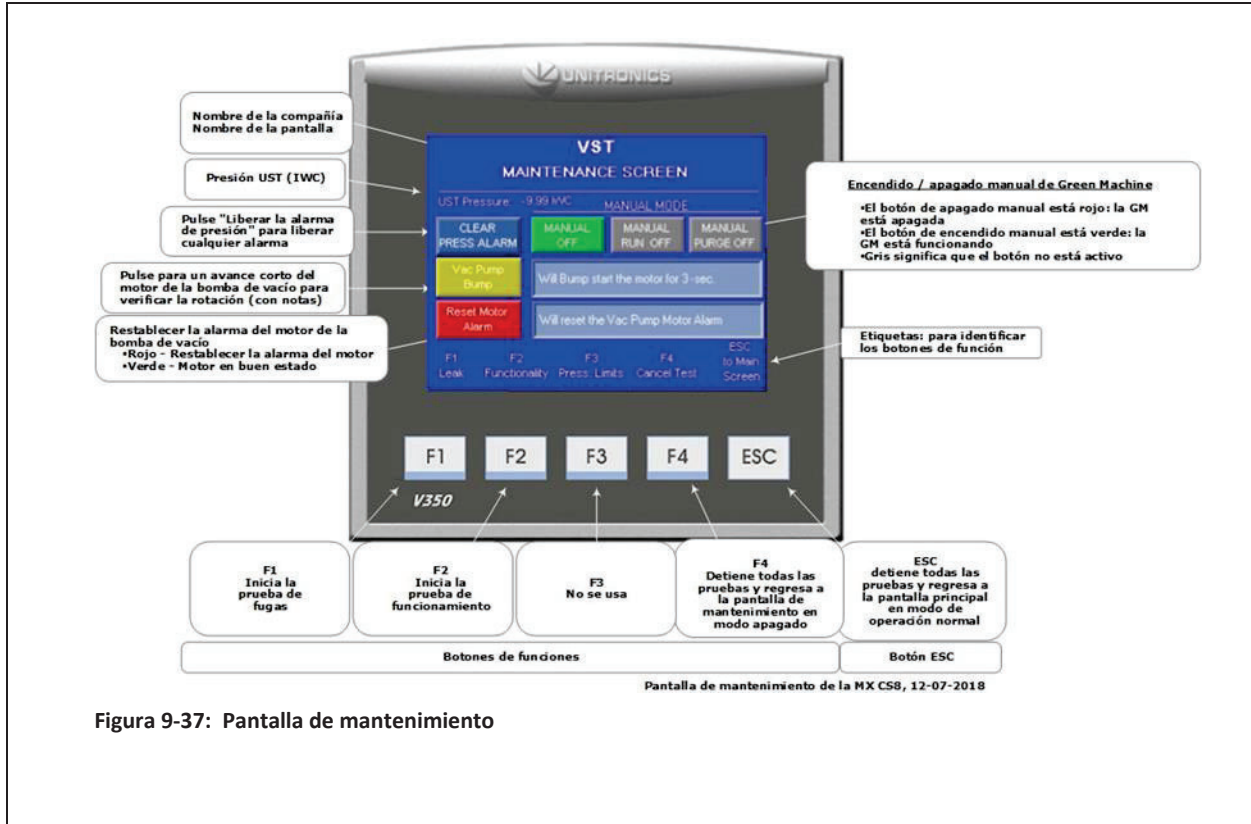 UNITRONICS
Nombre de la compañía
Nombre de la pantalla
Presión UST (IWC)
Pulse "Liberar la alarma
de presión" para liberar
cualquier alarma
Pulse para un avance corto del
motor de la bomba de vacío para
verificar la rotación (con notas)
Restablecer la alarma del motor de la
bomba de vacío
•Rojo - Restablecer la alarma del motor
•Verde - Motor en buen estado
VST
MAINTENANCE SCREEN
UST Pressure: -9.99 IWC
MANUAL MODE
CLEAR
PRESS ALARM
MANUAL
OFF
MANUAL
RUN OFF
MANUAL
PURGE OFF
Vac Pump
Bump
Will Bump start the motor for 3-sec.
Reset Motor
Alarm
Will reset the Vac Pump Motor Alarm
F1
Leak
F2
Functionality
F3
Press. Limits
F4
Cancel Test
ESC
to Main
Screen
Encendido / apagado manual de Green Machine
•El botón de apagado manual está rojo: la GM
está apagada
•El botón de encendido manual está verde: la
GM está funcionando
•Gris significa que el botón no está activo
Etiquetas: para identificar
los botones de función
F1
F2
F3
F4
ESC
V350
F1
Inicia la
prueba de
fugas
F2
Inicia la
prueba de
funcionamiento
F3
No se usa
F4
Detiene todas las
pruebas y regresa a
la pantalla de
mantenimiento en
modo apagado
ESC
detiene todas las
pruebas y regresa a
la pantalla principal
en modo de
operación normal
Botones de funciones
Botón ESC
Pantalla de mantenimiento de la MX CS8, 12-07-2018
Figura 9-37: Pantalla de mantenimiento